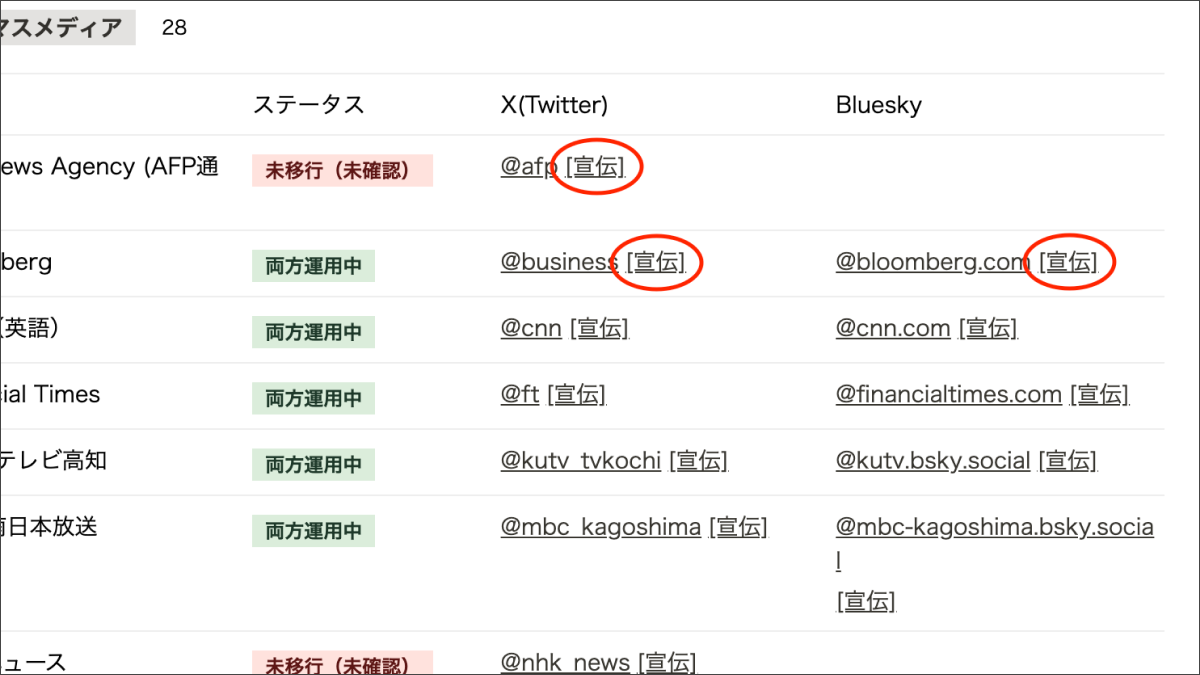 マスメディア 28
ステータス X(Twitter) Bluesky
ews Agency (AFP通 未移行（未確認） @afp [宣伝]
berg 両方運用中 @business [宣伝] @bloomberg.com [宣伝]
(英語) 両方運用中 @cnn [宣伝] @cnn.com [宣伝]
ial Times 両方運用中 @ft [宣伝] @financialtimes.com [宣伝]
テレビ高知 両方運用中 @kutv_tvkochi [宣伝] @kutv.bsky.social [宣伝]
日本放送 両方運用中 @mbc_kagoshima [宣伝] @mbc-kagoshima.bsky.socia
l
[宣伝]
ュース 未移行（未確認） @nhk_news [宣伝]